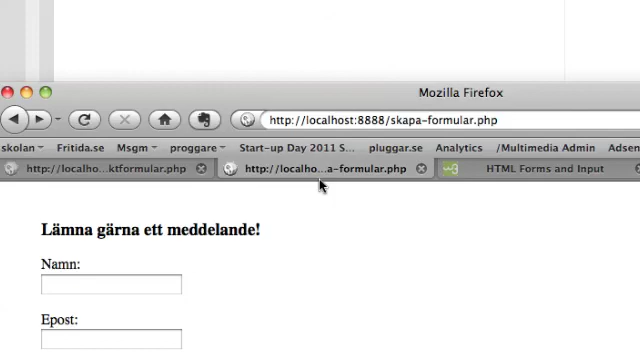 Mozilla Firefox
http://localhost:8888/skapa-formular.php
skolan Fritida.se Msgm proggare Start-up Day 2011 S... pluggar.se Analytics /Multimedia Admin Adsen
http://localho...ktformular.php http://localho...a-formular.php HTML Forms and Input
Lämna gärna ett meddelande!
Namn:
Epost: